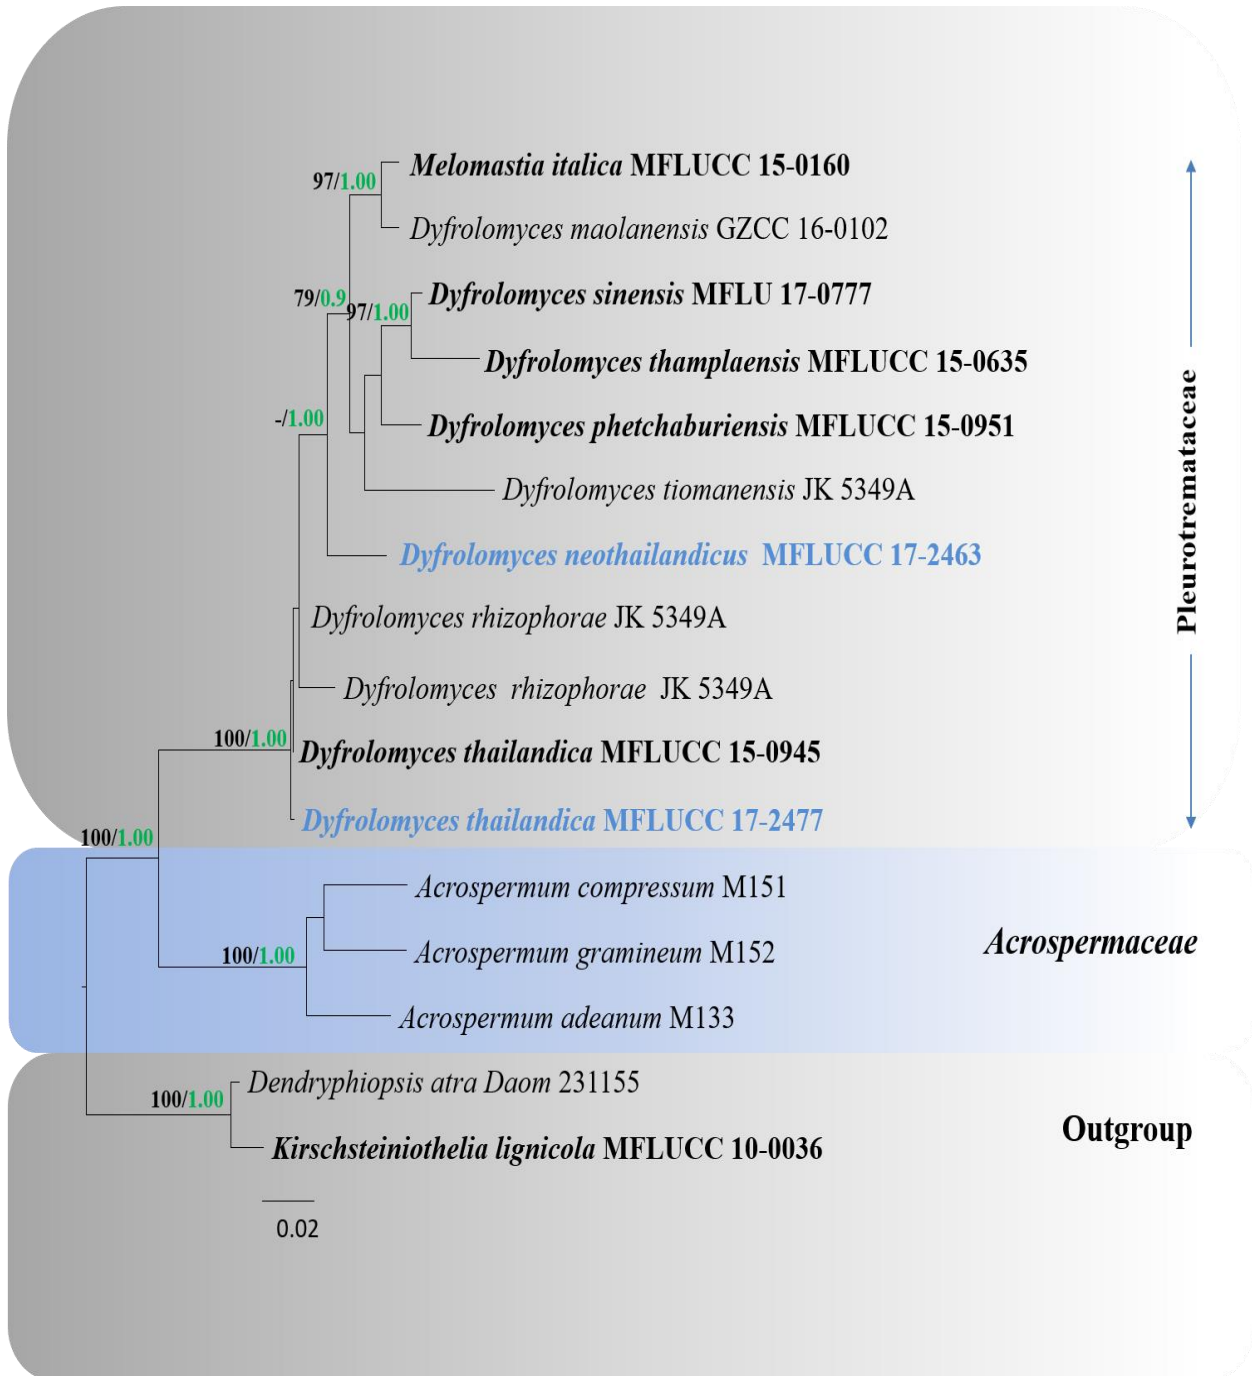 Melomastia italica MFLUCC 15-0160
97/1.00
Dyfrolomyces maolanensis GZCC 16-0102
79/0.9
97/1.00
Dyfrolomyces sinensis MFLU 17-0777
Dyfrolomyces thamplaensis MFLUCC 15-0635
-/1.00
Dyfrolomyces phetchaburiensis MFLUCC 15-0951
Dyfrolomyces tiomanensis JK 5349A
Dyfrolomyces neothailandicus MFLUCC 17-2463
Pleurotremataceae
Dyfrolomyces rhizophorae JK 5349A
Dyfrolomyces rhizophorae JK 5349A
100/1.00
Dyfrolomyces thailandica MFLUCC 15-0945
Dyfrolomyces thailandica MFLUCC 17-2477
100/1.00
Acrospermum compressum M151
100/1.00
Acrospermum gramineum M152
Acrospermaceae
Acrospermum adeanum M133
Dendryphiopsis atra Daom 231155
100/1.00
Outgroup
Kirschsteiniothelia lignicola MFLUCC 10-0036
0.02